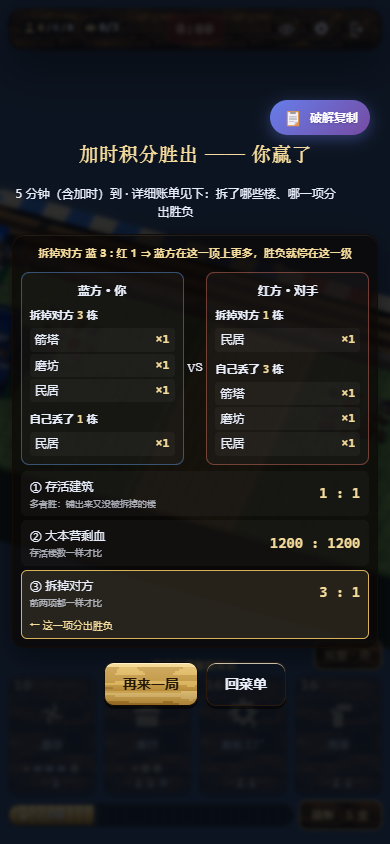 破解复制
加时积分胜出 —— 你赢了
5 分钟（含加时）到 · 详细账单见下：拆了哪些楼、哪一项分
出胜负
拆掉对方 蓝 3 : 红 1 ⇒ 蓝方在这一项上更多，胜负就停在这一级
蓝方 · 你
拆掉对方 3 栋
箭塔 ×1
磨坊 ×1
民居 ×1
自己丢了 1 栋
民居 ×1
VS
红方 · 对手
拆掉对方 1 栋
民居 ×1
自己丢了 3 栋
箭塔 ×1
磨坊 ×1
民居 ×1
① 存活建筑 1 : 1
多者胜：铺出来又没被拆掉的楼
② 大本营剩血 1200 : 1200
存活楼数一样才比
③ 拆掉对方 3 : 1
前两项都一样才比
← 这一项分出胜负
再来一局
回菜单